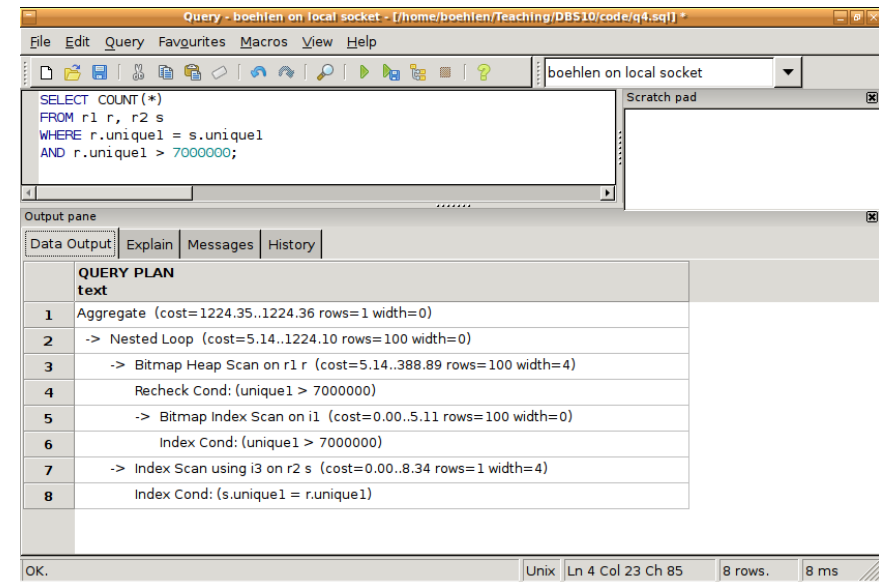 Query - boehlen on local socket - [/home/boehlen/Teaching/DBS10/code/q4.sql] *
File Edit Query Favourites Macros View Help
boehlen on local socket
SELECT COUNT(*)
FROM r1 r, r2 s
WHERE r.unique1 = s.unique1
AND r.unique1 > 7000000;
Scratch pad
Output pane
Data Output Explain Messages History
QUERY PLAN
text
1 Aggregate (cost=1224.35..1224.36 rows=1 width=0)
2 -> Nested Loop (cost=5.14..1224.10 rows=100 width=0)
3 -> Bitmap Heap Scan on r1 r (cost=5.14..388.89 rows=100 width=4)
4 Recheck Cond: (unique1 > 7000000)
5 -> Bitmap Index Scan on i1 (cost=0.00..5.11 rows=100 width=0)
6 Index Cond: (unique1 > 7000000)
7 -> Index Scan using i3 on r2 s (cost=0.00..8.34 rows=1 width=4)
8 Index Cond: (s.unique1 = r.unique1)
OK. Unix Ln 4 Col 23 Ch 85 8 rows. 8 ms